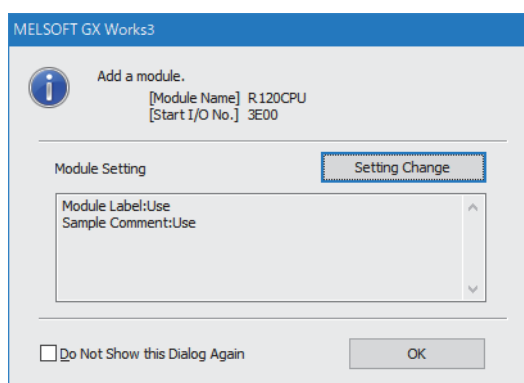 MELSOFT GX Works3
Add a module.
[Module Name] R120CPU
[Start I/O No.] 3E00
Module Setting
Setting Change
Module Label:Use
Sample Comment:Use
Do Not Show this Dialog Again
OK